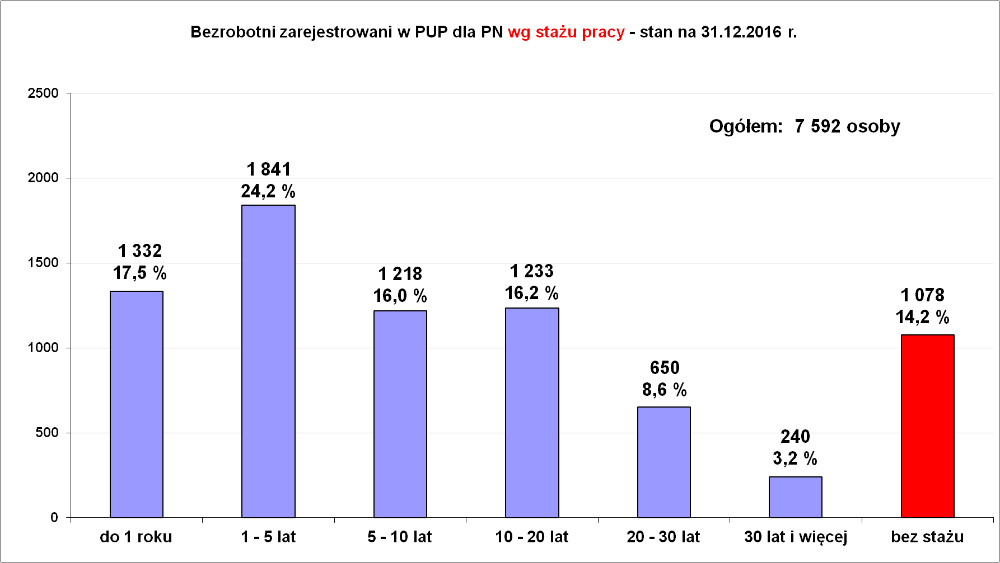 Bezrobotni zarejestrowani w PUP dla PN wg stażu pracy - stan na 31.12.2016 r.
2500
Ogółem:  7 592 osoby
2000
1500
1000
500
0
1 332
17,5 %
1 841
24,2 %
1 218
16,0 %
1 233
16,2 %
650
8,6 %
240
3,2 %
1 078
14,2 %
do 1 roku
1 - 5 lat
5 - 10 lat
10 - 20 lat
20 - 30 lat
30 lat i więcej
bez stażu